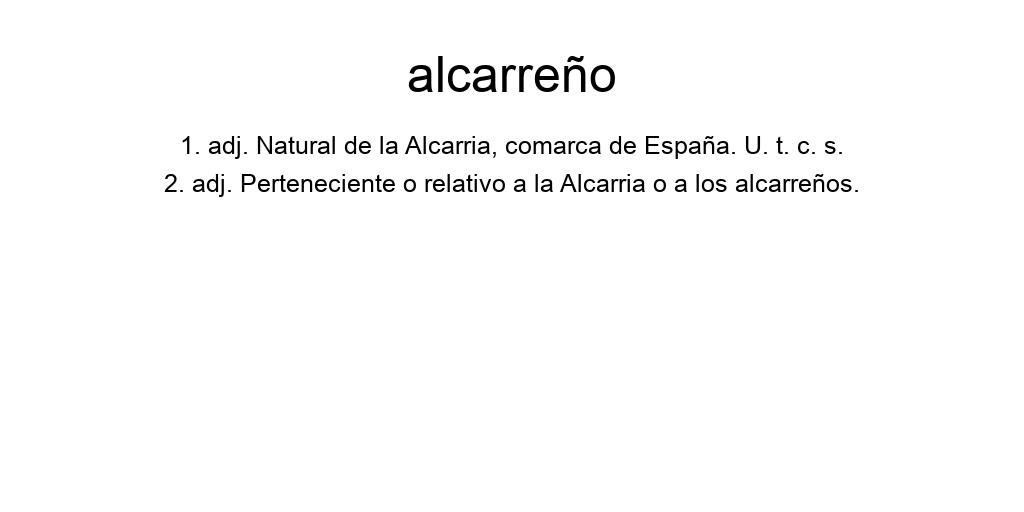 alcarreño
1. adj. Natural de la Alcarria, comarca de España. U. t. c. s.
2. adj. Perteneciente o relativo a la Alcarria o a los alcarreños.